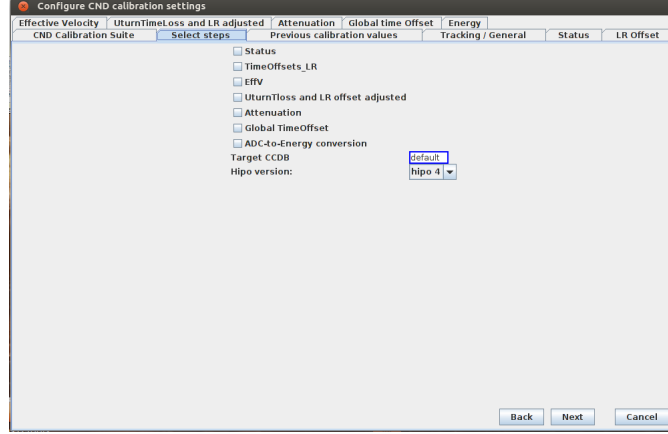 Configure CND calibration settings
Effective Velocity UturnTimeLoss and LR adjusted Attenuation Global time Offset Energy
CND Calibration Suite Select steps Previous calibration values Tracking / General Status LR Offset
Status
TimeOffsets_LR
EffV
UturnTloss and LR offset adjusted
Attenuation
Global TimeOffset
ADC-to-Energy conversion
Target CCDB default
Hipo version: hipo 4
Back Next Cancel